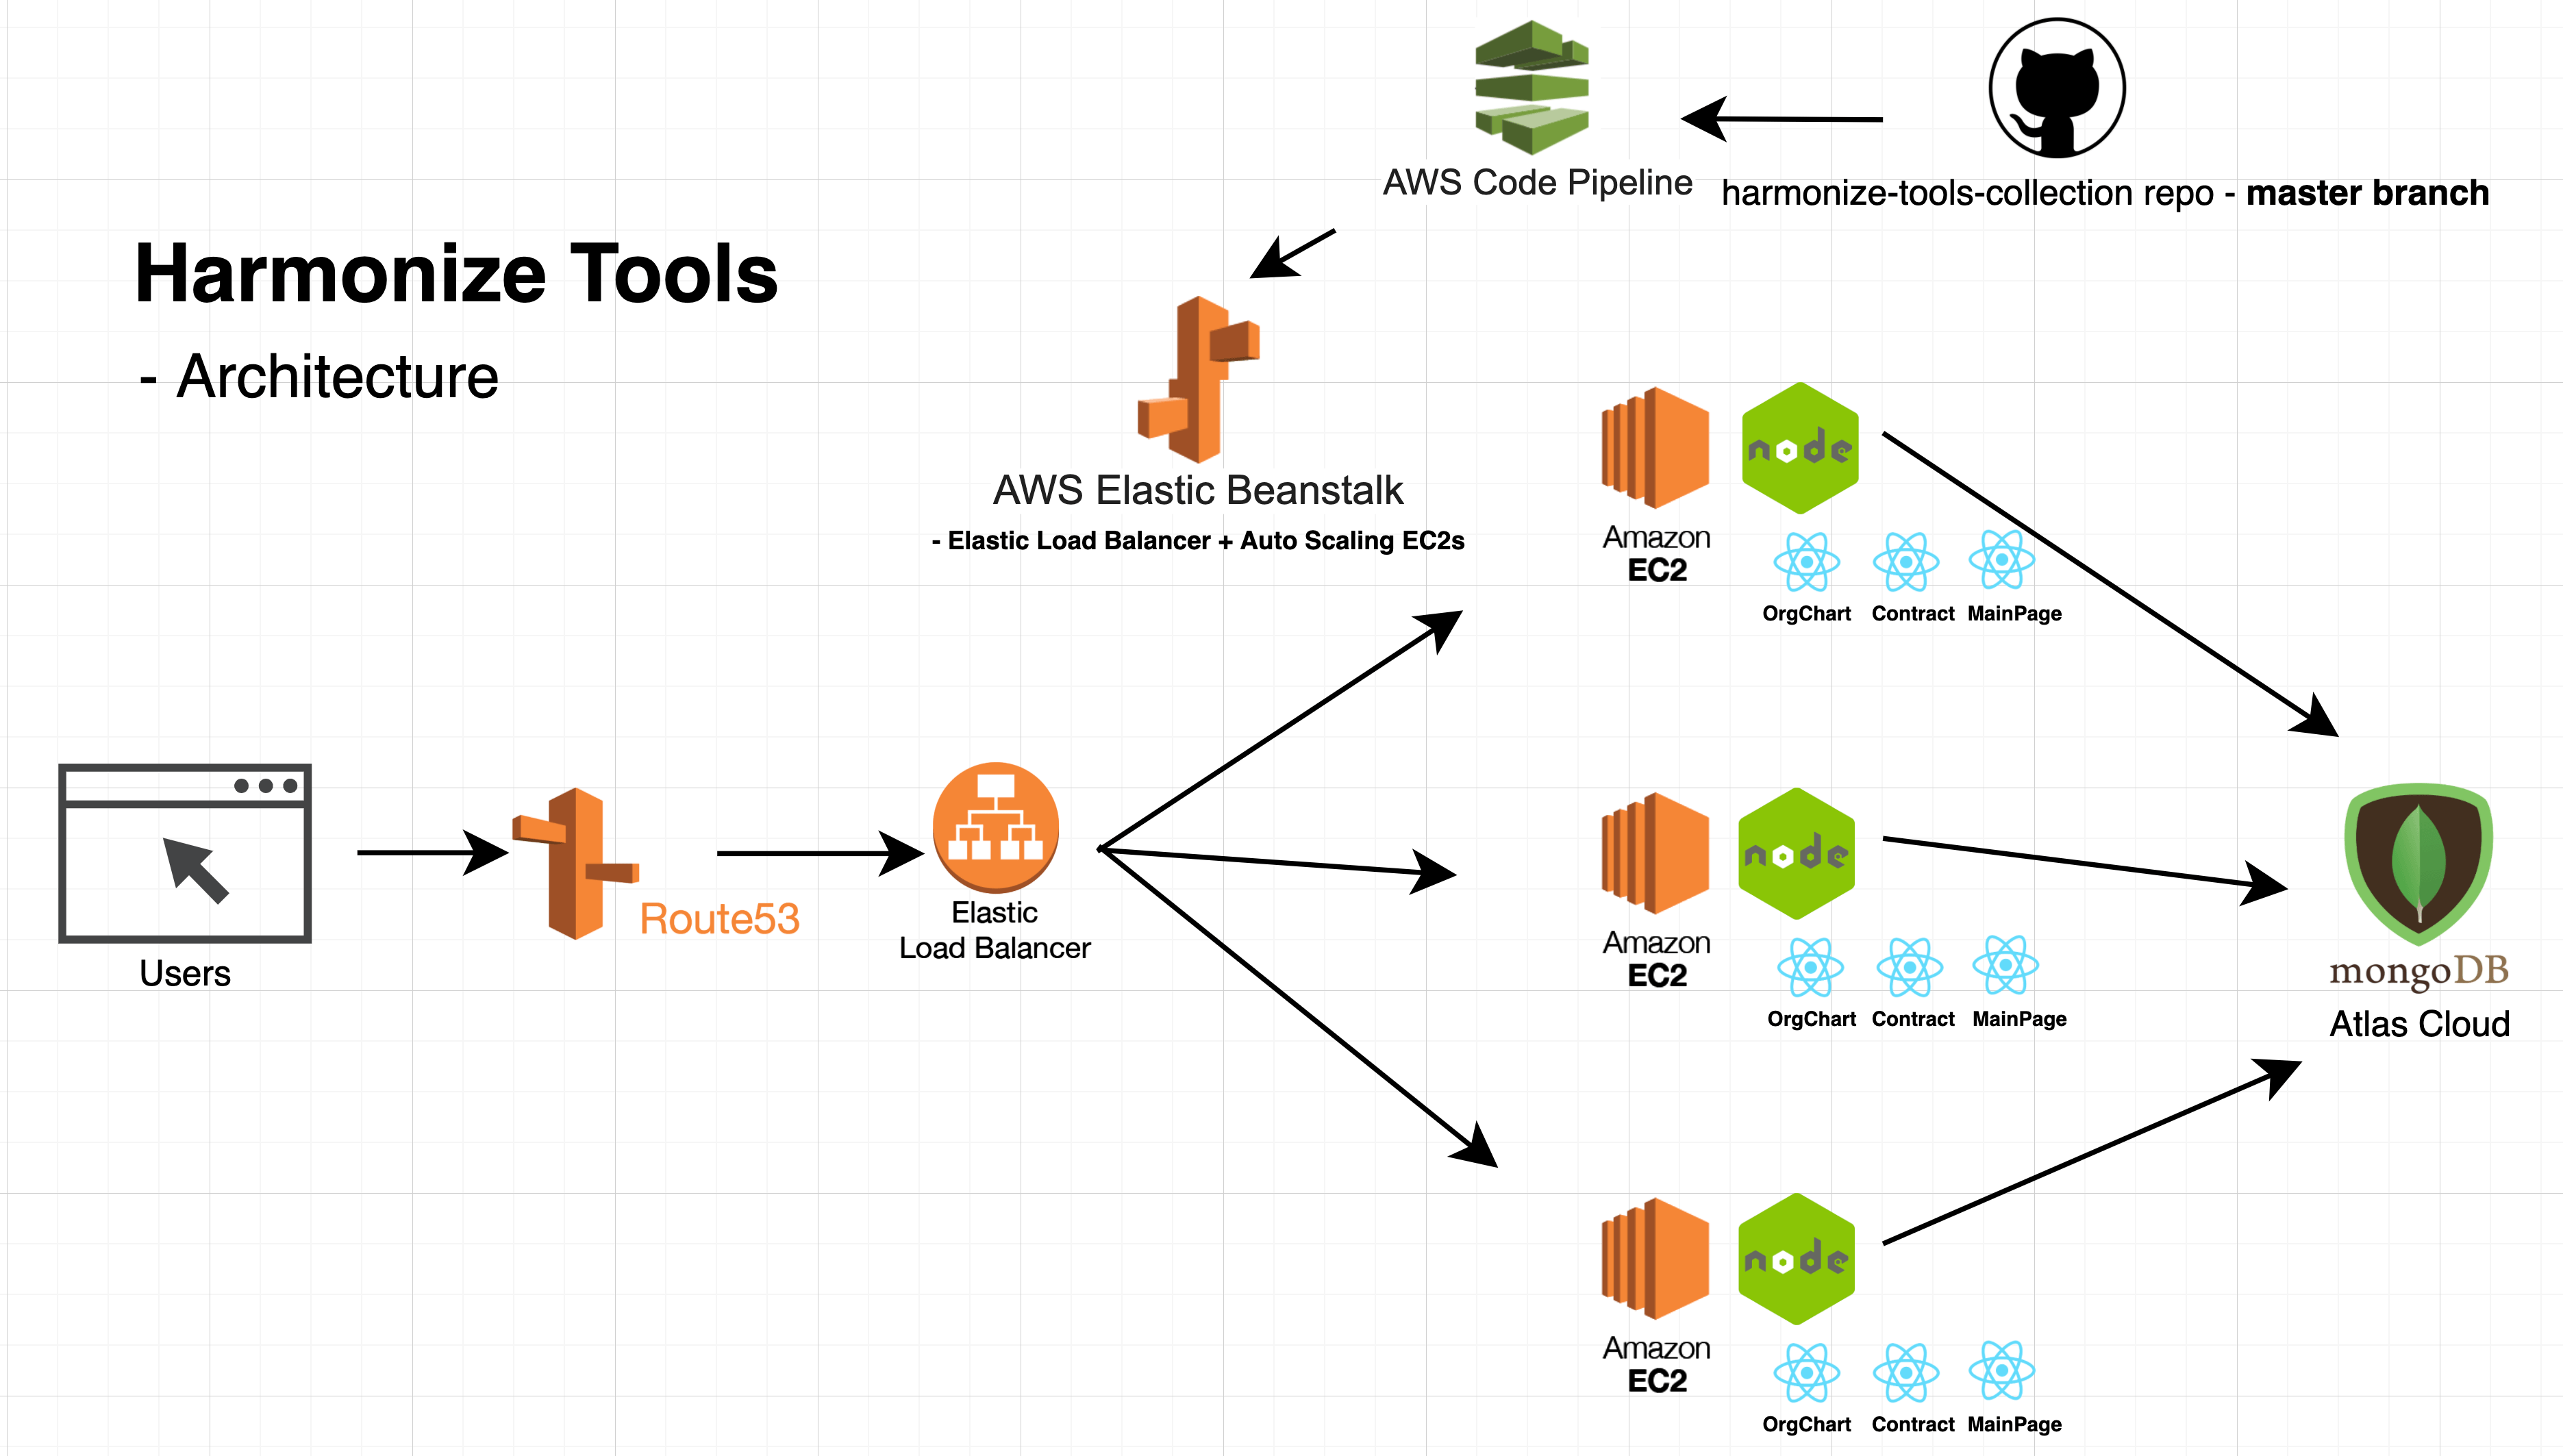 AWS Code Pipeline
harmonize-tools-collection repo - master branch
Harmonize Tools
- Architecture
AWS Elastic Beanstalk
- Elastic Load Balancer + Auto Scaling EC2s
node
Amazon
EC2
OrgChart Contract MainPage
Users
Route53
Elastic
Load Balancer
node
Amazon
EC2
OrgChart Contract MainPage
mongoDB
Atlas Cloud
node
Amazon
EC2
OrgChart Contract MainPage